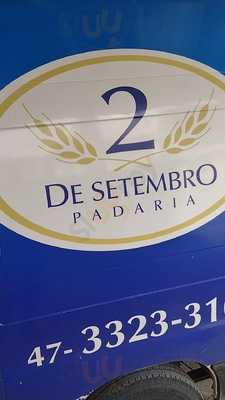 2
DE SETEMBRO
PADARIA
47- 3323-31